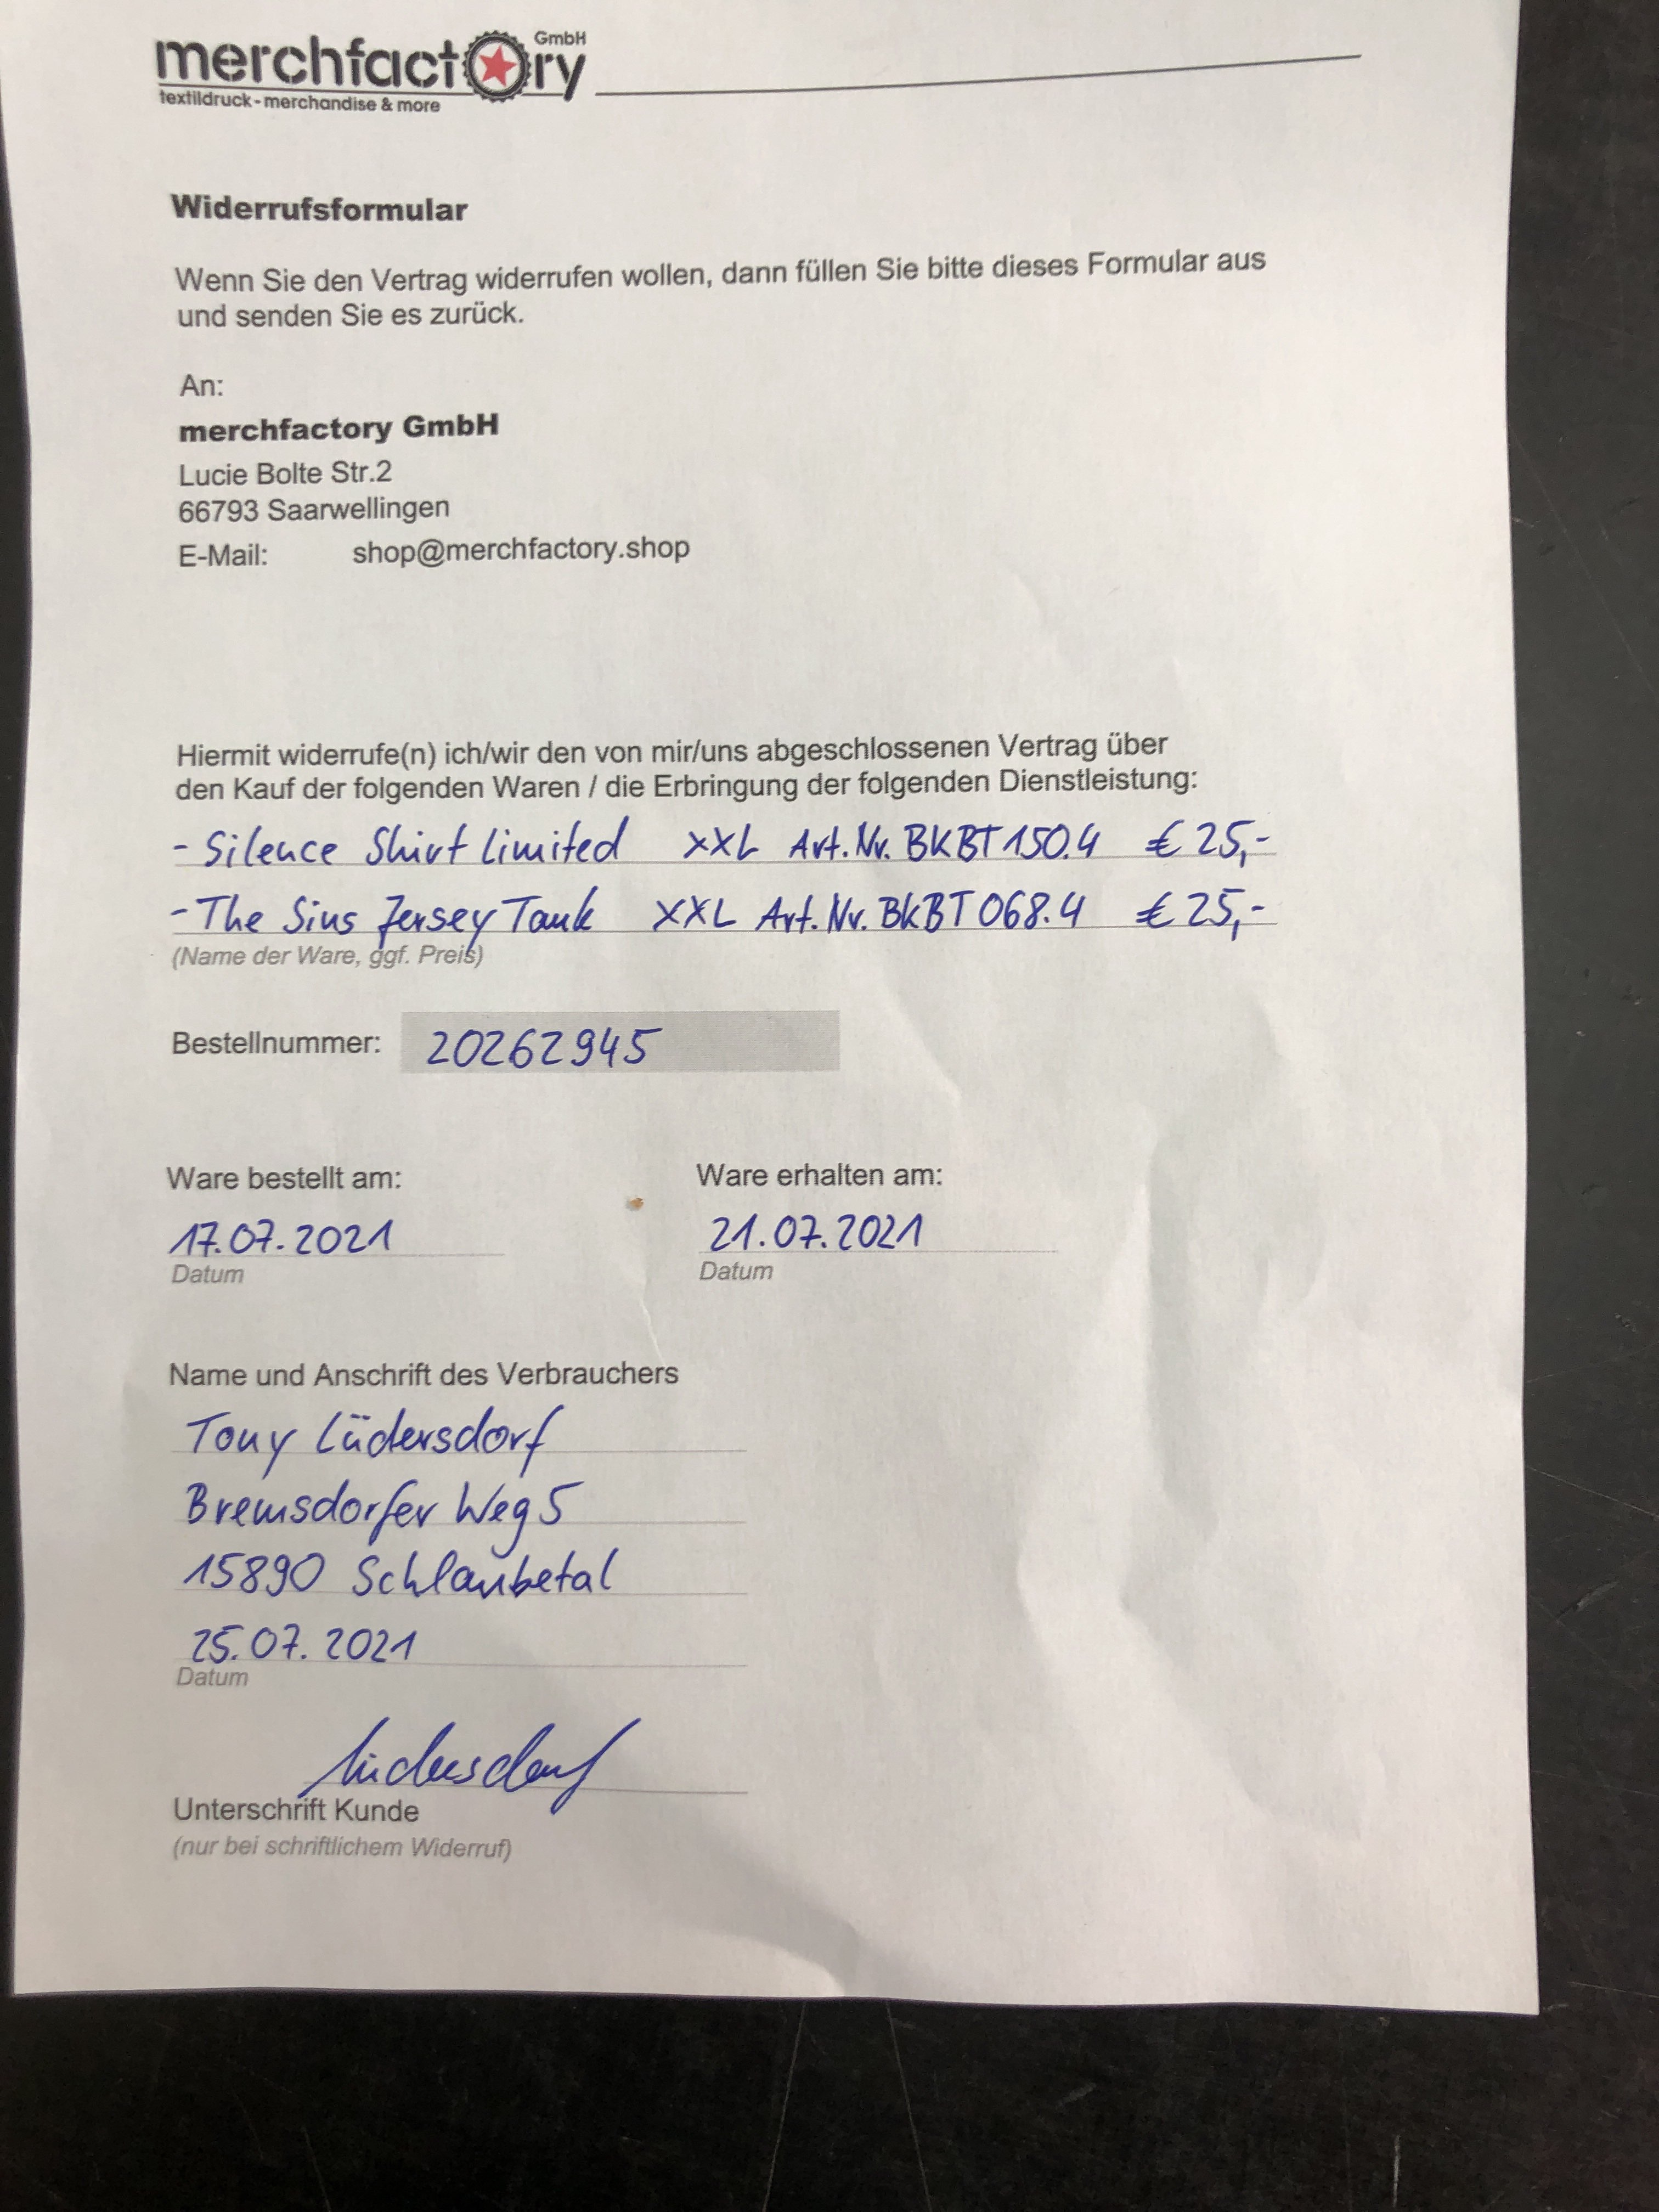 merchfactory GmbH
textildruck - merchandise & more
Widerrufsformular
Wenn Sie den Vertrag widerrufen wollen, dann füllen Sie bitte dieses Formular aus
und senden Sie es zurück.
An:
merchfactory GmbH
Lucie Bolte Str.2
66793 Saarwellingen
E-Mail: shop@merchfactory.shop
Hiermit widerrufe(n) ich/wir den von mir/uns abgeschlossenen Vertrag über
den Kauf der folgenden Waren / die Erbringung der folgenden Dienstleistung:
- Silence Shirt Limited XXL Art.Nr. BKBT150.4 € 25,-
- The Sins Jersey Tank XXL Art.Nr. BKBT068.4 € 25,-
(Name der Ware, ggf. Preis)
Bestellnummer: 20262945
Ware bestellt am: Ware erhalten am:
17.07.2021 21.07.2021
Datum Datum
Name und Anschrift des Verbrauchers
Tony Lüdersdorf
Bremsdorfer Weg 5
15890 Schlaubetal
25.07.2021
Datum
Lüdersdorf
Unterschrift Kunde
(nur bei schriftlichem Widerruf)